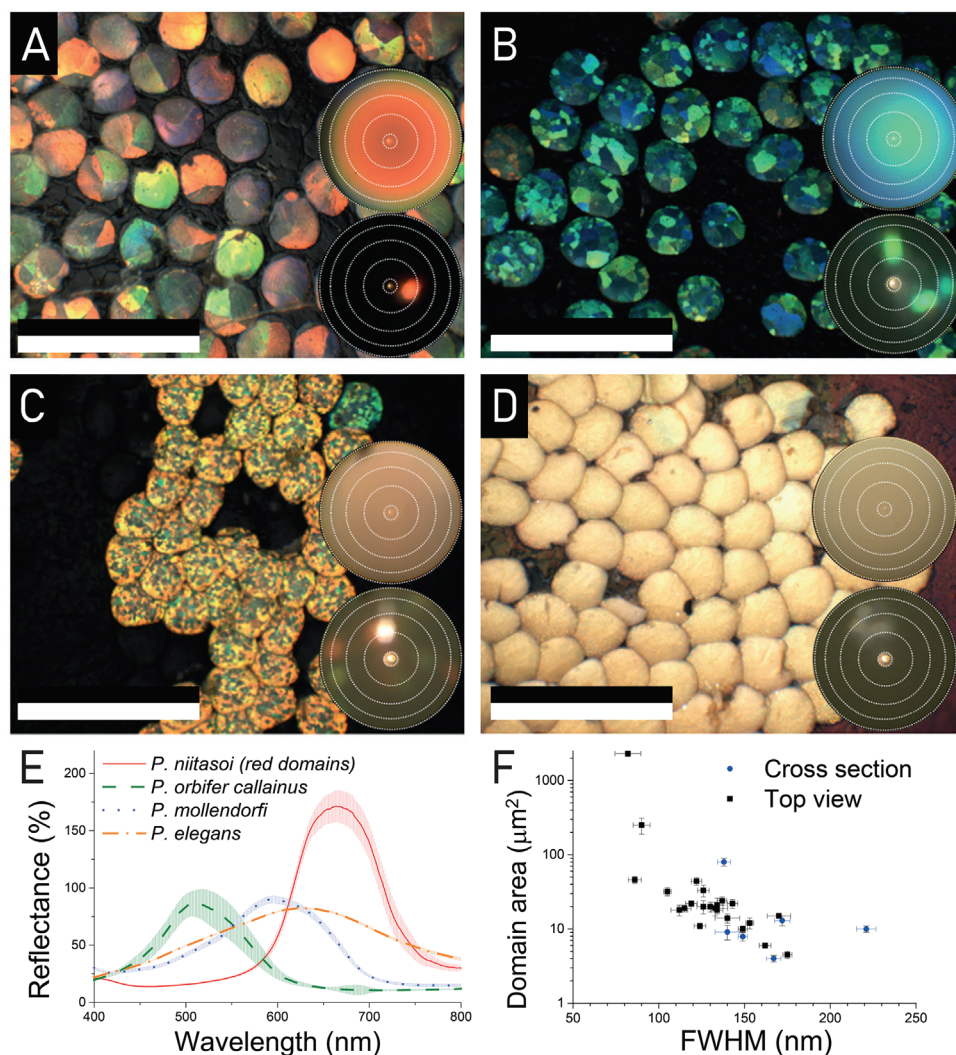 A
B
C
D
E
200
150
100
50
0
Reflectance (%)
400
500
600
700
800
Wavelength (nm)
P. niitasoi (red domains)
P. orbifer callainus
P. mollendorfi
P. elegans
F
1000
100
10
1
Domain area (μm²)
50
100
150
200
250
FWHM (nm)
Cross section
Top view